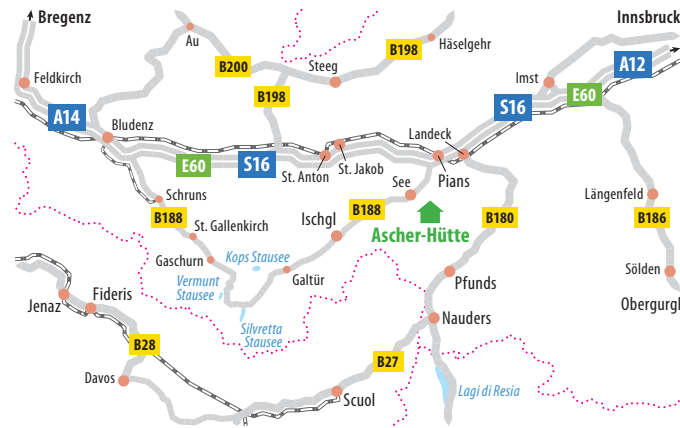 Bregenz
Innsbruck
Au
Häselgehr
B198
B200
Steeg
A12
Feldkirch
Imst
B198
E60
S16
A14
Bludenz
Landeck
E60
S16
St. Anton
St. Jakob
Pians
See
Schruns
Längenfeld
B188
B188
B180
B186
St. Gallenkirch
Ischgl
Ascher-Hütte
Kops Stausee
Gaschurn
Galtür
Pfunds
Sölden
Vermunt
Stausee
Jenaz
Fideris
Obergurgl
Silvretta
Stausee
Nauders
B28
B27
Davos
Scuol
Lagi di Resia